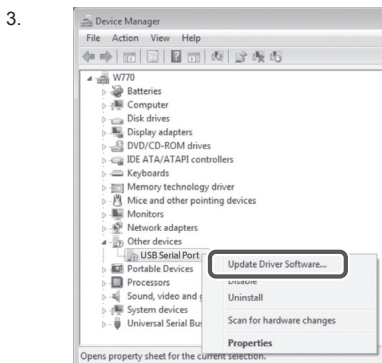 3.
Device Manager
File Action View Help
W770
Batteries
Computer
Disk drives
Display adapters
DVD/CD-ROM drives
IDE ATA/ATAPI controllers
Keyboards
Memory technology driver
Mice and other pointing devices
Monitors
Network adapters
Other devices
USB Serial Port
Update Driver Software...
Portable Devices
Disable
Processors
Uninstall
Sound, video and g
System devices
Scan for hardware changes
Universal Serial Bus
Properties
Opens property sheet for the current selection.